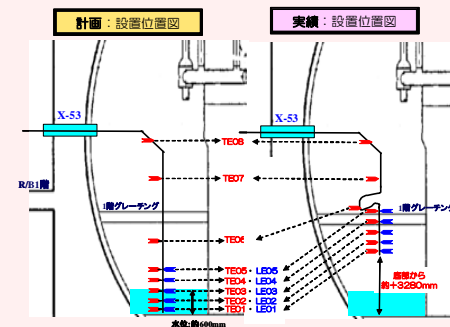 計画：設置位置図
実績：設置位置図
X-53
X-53
TE08
TE07
R/B1階
1階グレーチング
1階グレーチング
TE06
TE05・LE05
TE04・LE04
TE03・LE03
TE02・LE02
TE01・LE01
底部から
約+3280mm
水位：約600mm